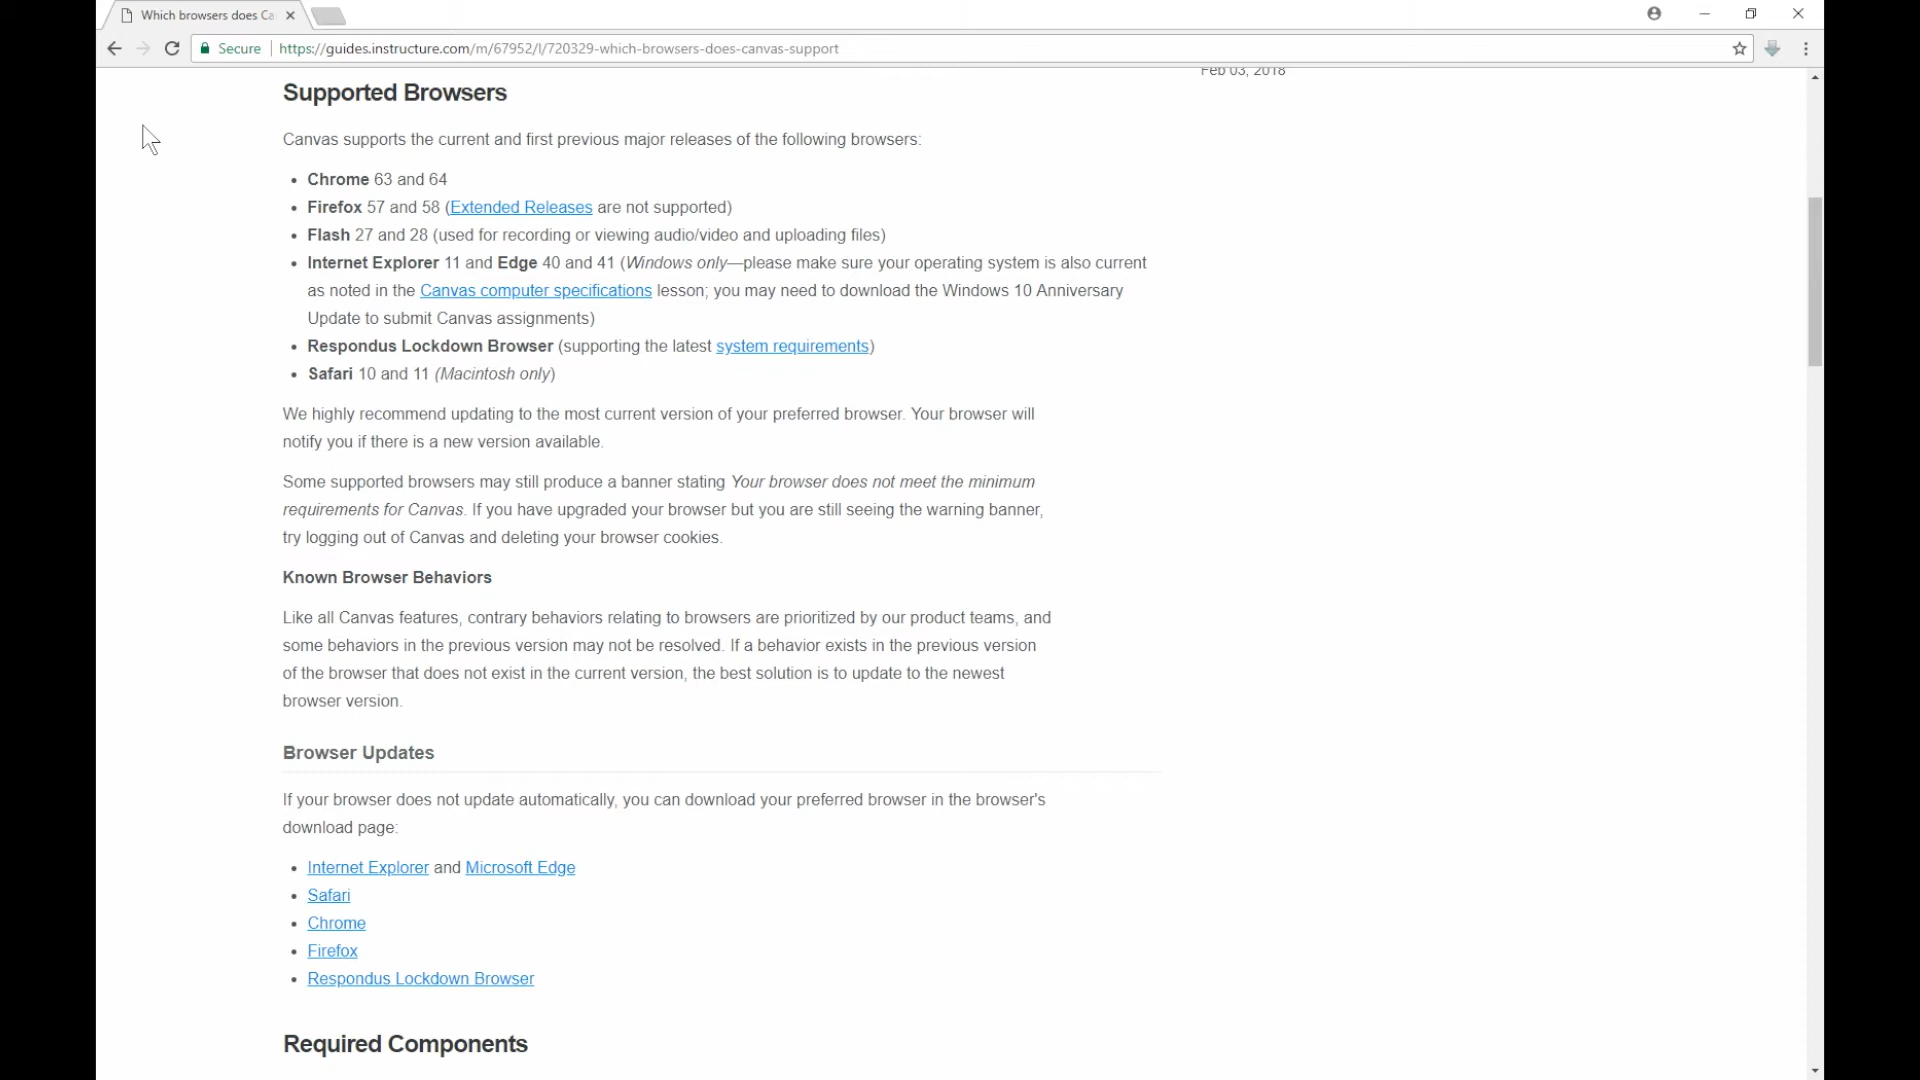 Which browsers does Ca
Secure
https://guides.instructure.com/m/67952/l/720329-which-browsers-does-canvas-support
Feb 03, 2018
Supported Browsers
Canvas supports the current and first previous major releases of the following browsers:
• Chrome 63 and 64
• Firefox 57 and 58 (Extended Releases are not supported)
• Flash 27 and 28 (used for recording or viewing audio/video and uploading files)
• Internet Explorer 11 and Edge 40 and 41 (Windows only—please make sure your operating system is also current
as noted in the Canvas computer specifications lesson; you may need to download the Windows 10 Anniversary
Update to submit Canvas assignments)
• Respondus Lockdown Browser (supporting the latest system requirements)
• Safari 10 and 11 (Macintosh only)
We highly recommend updating to the most current version of your preferred browser. Your browser will
notify you if there is a new version available.
Some supported browsers may still produce a banner stating Your browser does not meet the minimum
requirements for Canvas. If you have upgraded your browser but you are still seeing the warning banner,
try logging out of Canvas and deleting your browser cookies.
Known Browser Behaviors
Like all Canvas features, contrary behaviors relating to browsers are prioritized by our product teams, and
some behaviors in the previous version may not be resolved. If a behavior exists in the previous version
of the browser that does not exist in the current version, the best solution is to update to the newest
browser version.
Browser Updates
If your browser does not update automatically, you can download your preferred browser in the browser's
download page:
• Internet Explorer and Microsoft Edge
• Safari
• Chrome
• Firefox
• Respondus Lockdown Browser
Required Components